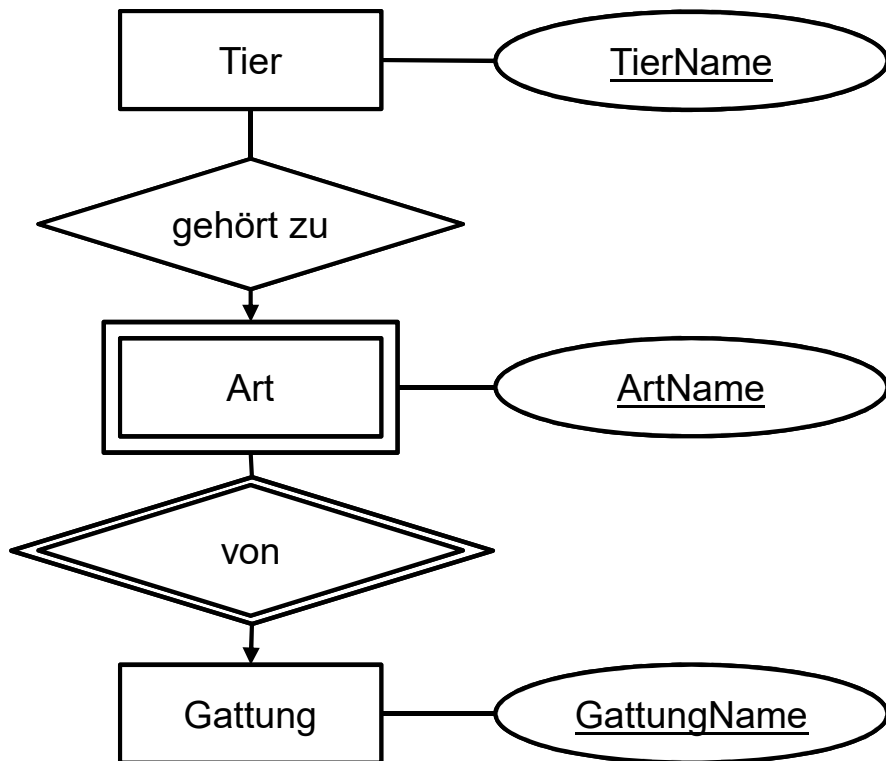 Tier
TierName
gehört zu
Art
ArtName
von
Gattung
GattungName